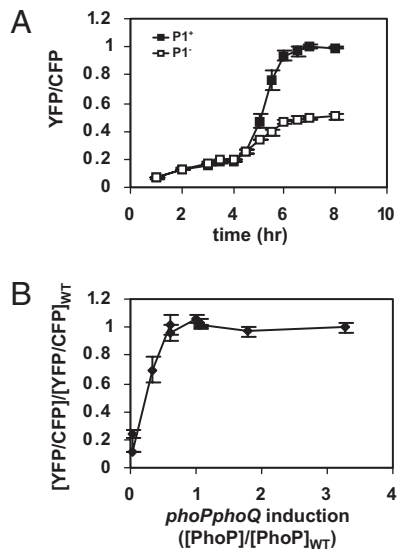 A
P1+
P1-
YFP/CFP
1.2
1
0.8
0.6
0.4
0.2
0
0 2 4 6 8 10
time (hr)
B
[YFP/CFP]/[YFP/CFP]WT
1.2
1
0.8
0.6
0.4
0.2
0
0 1 2 3 4
phoPphoQ induction
([PhoP]/[PhoP]WT)